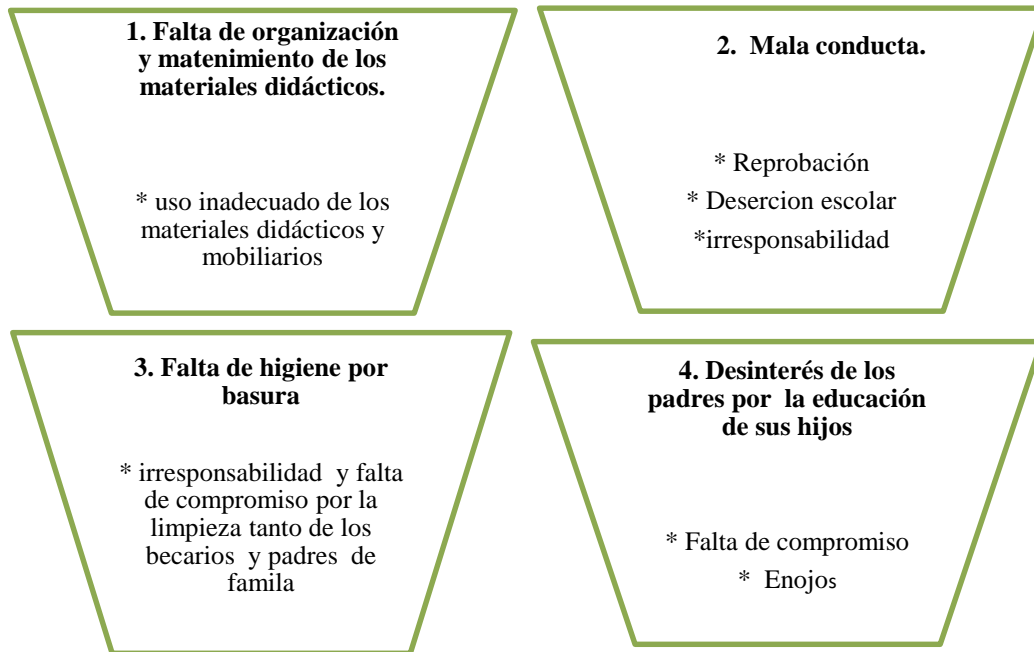 1. Falta de organización
y matenimiento de los
materiales didácticos.
* uso inadecuado de los
materiales didácticos y
mobiliarios
2. Mala conducta.
* Reprobación
* Desercion escolar
*irresponsabilidad
3. Falta de higiene por
basura
* irresponsabilidad y falta
de compromiso por la
limpieza tanto de los
becarios y padres de
famila
4. Desinterés de los
padres por la educación
de sus hijos
* Falta de compromiso
* Enojos